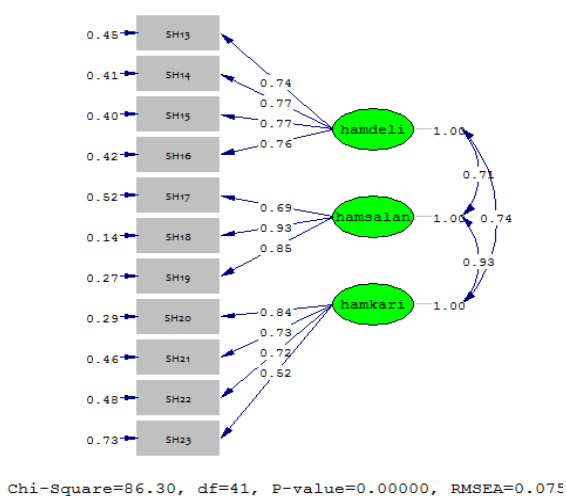 0.45 SH13
0.74
0.41 SH14
0.77
0.40 SH15
0.77
hamdeli 1.00
0.42 SH16
0.76
0.71
0.52 SH17
0.69
hamsalan 1.00 0.74
0.14 SH18
0.93
0.85
0.93
0.27 SH19
hamkari 1.00
0.29 SH20
0.84
0.73
0.46 SH21
0.72
0.48 SH22
0.52
0.73 SH23
Chi-Square=86.30, df=41, P-value=0.00000, RMSEA=0.075